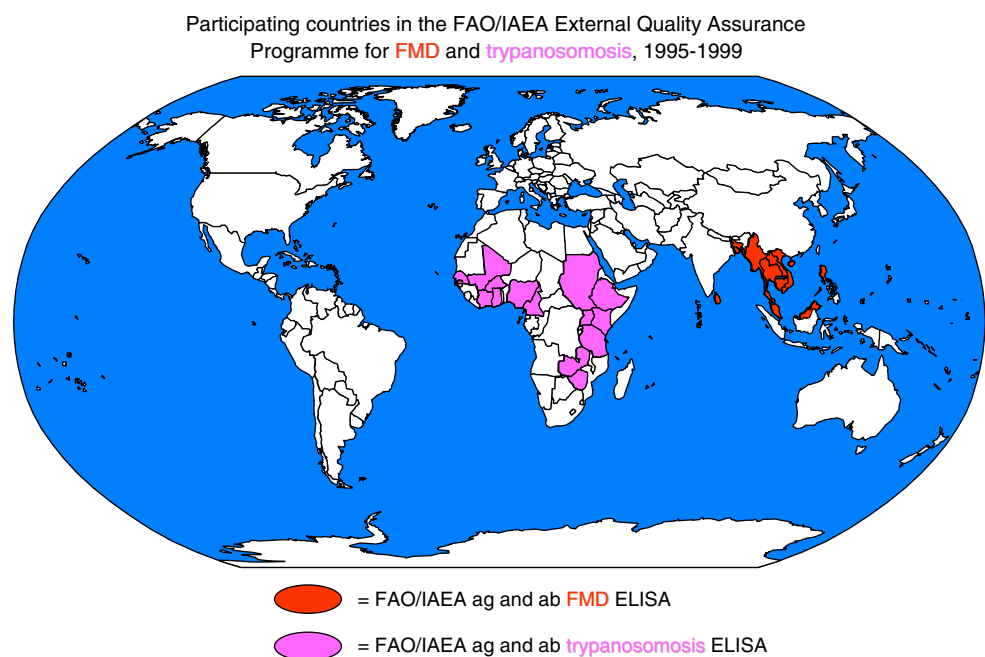 Participating countries in the FAO/IAEA External Quality Assurance
Programme for FMD and trypanosomosis, 1995-1999
= FAO/IAEA ag and ab FMD ELISA
= FAO/IAEA ag and ab trypanosomosis ELISA